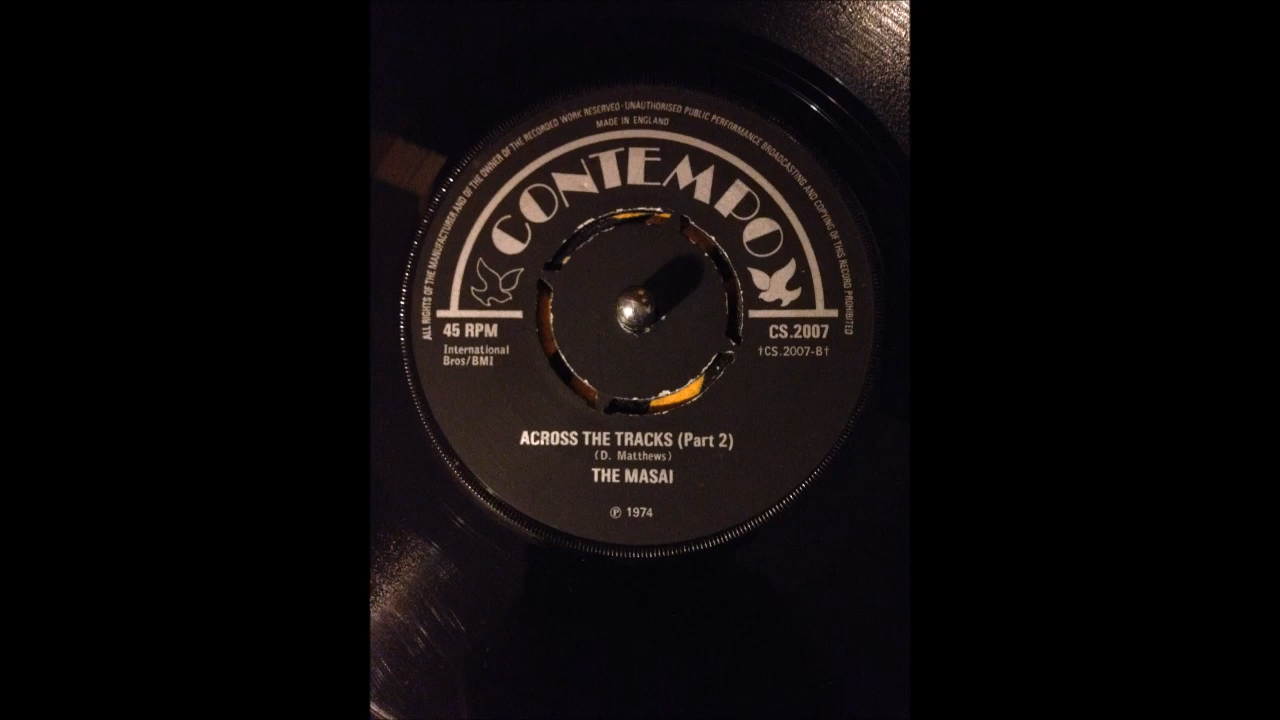 ALL RIGHTS OF THE MANUFACTURER AND OF THE OWNER OF THE RECORDED WORK RESERVED · UNAUTHORISED PUBLIC PERFORMANCE BROADCASTING AND COPYING OF THIS RECORD PROHIBITED
MADE IN ENGLAND
CONTEMPO
45 RPM
International
Bros/BMI
CS.2007
†CS.2007-B†
ACROSS THE TRACKS (Part 2)
(D. Matthews)
THE MASAI
℗ 1974